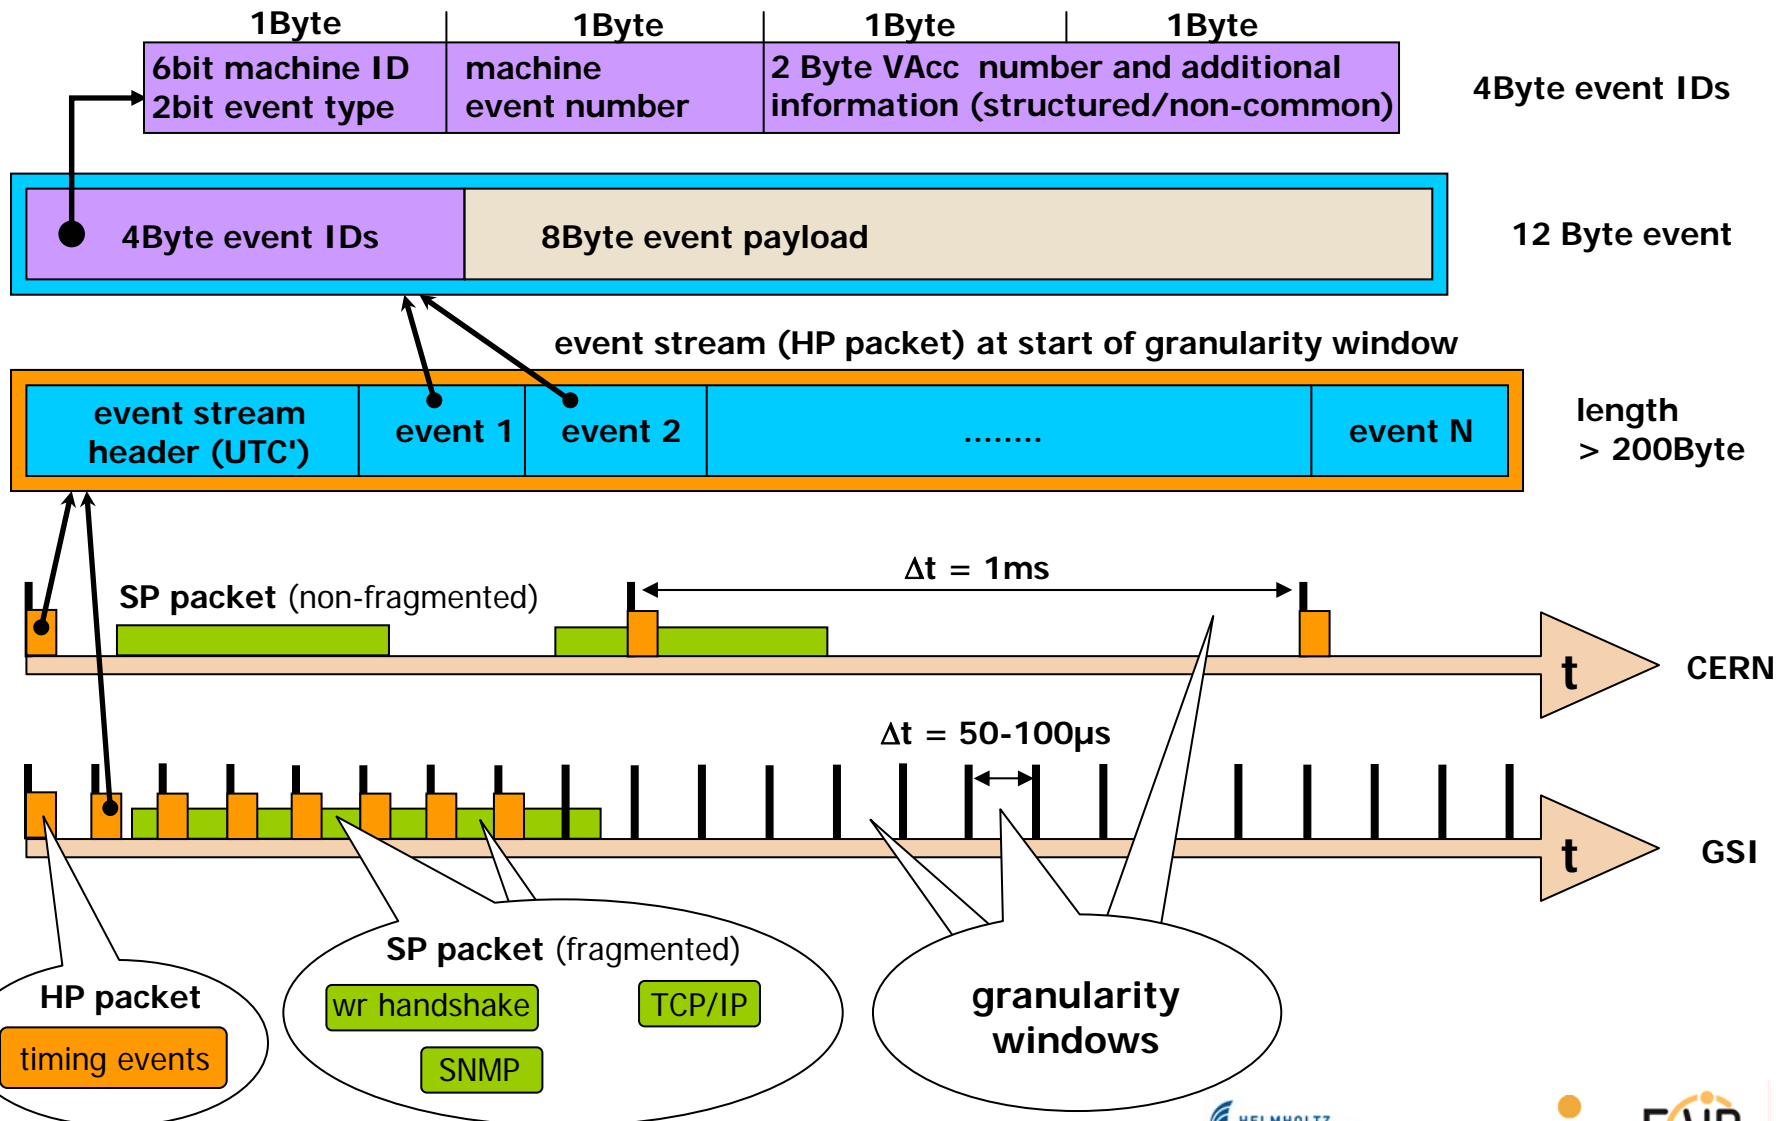 1Byte 1Byte 1Byte 1Byte
6bit machine ID
2bit event type
machine
event number
2 Byte VAcc number and additional
information (structured/non-common)
4Byte event IDs
4Byte event IDs
8Byte event payload
12 Byte event
event stream (HP packet) at start of granularity window
event stream
header (UTC')
event 1
event 2
........
event N
length
> 200Byte
Δt = 1ms
SP packet (non-fragmented)
t
CERN
Δt = 50-100µs
t
GSI
HP packet
timing events
SP packet (fragmented)
wr handshake
TCP/IP
SNMP
granularity
windows
HELMHOLTZ
FAIR